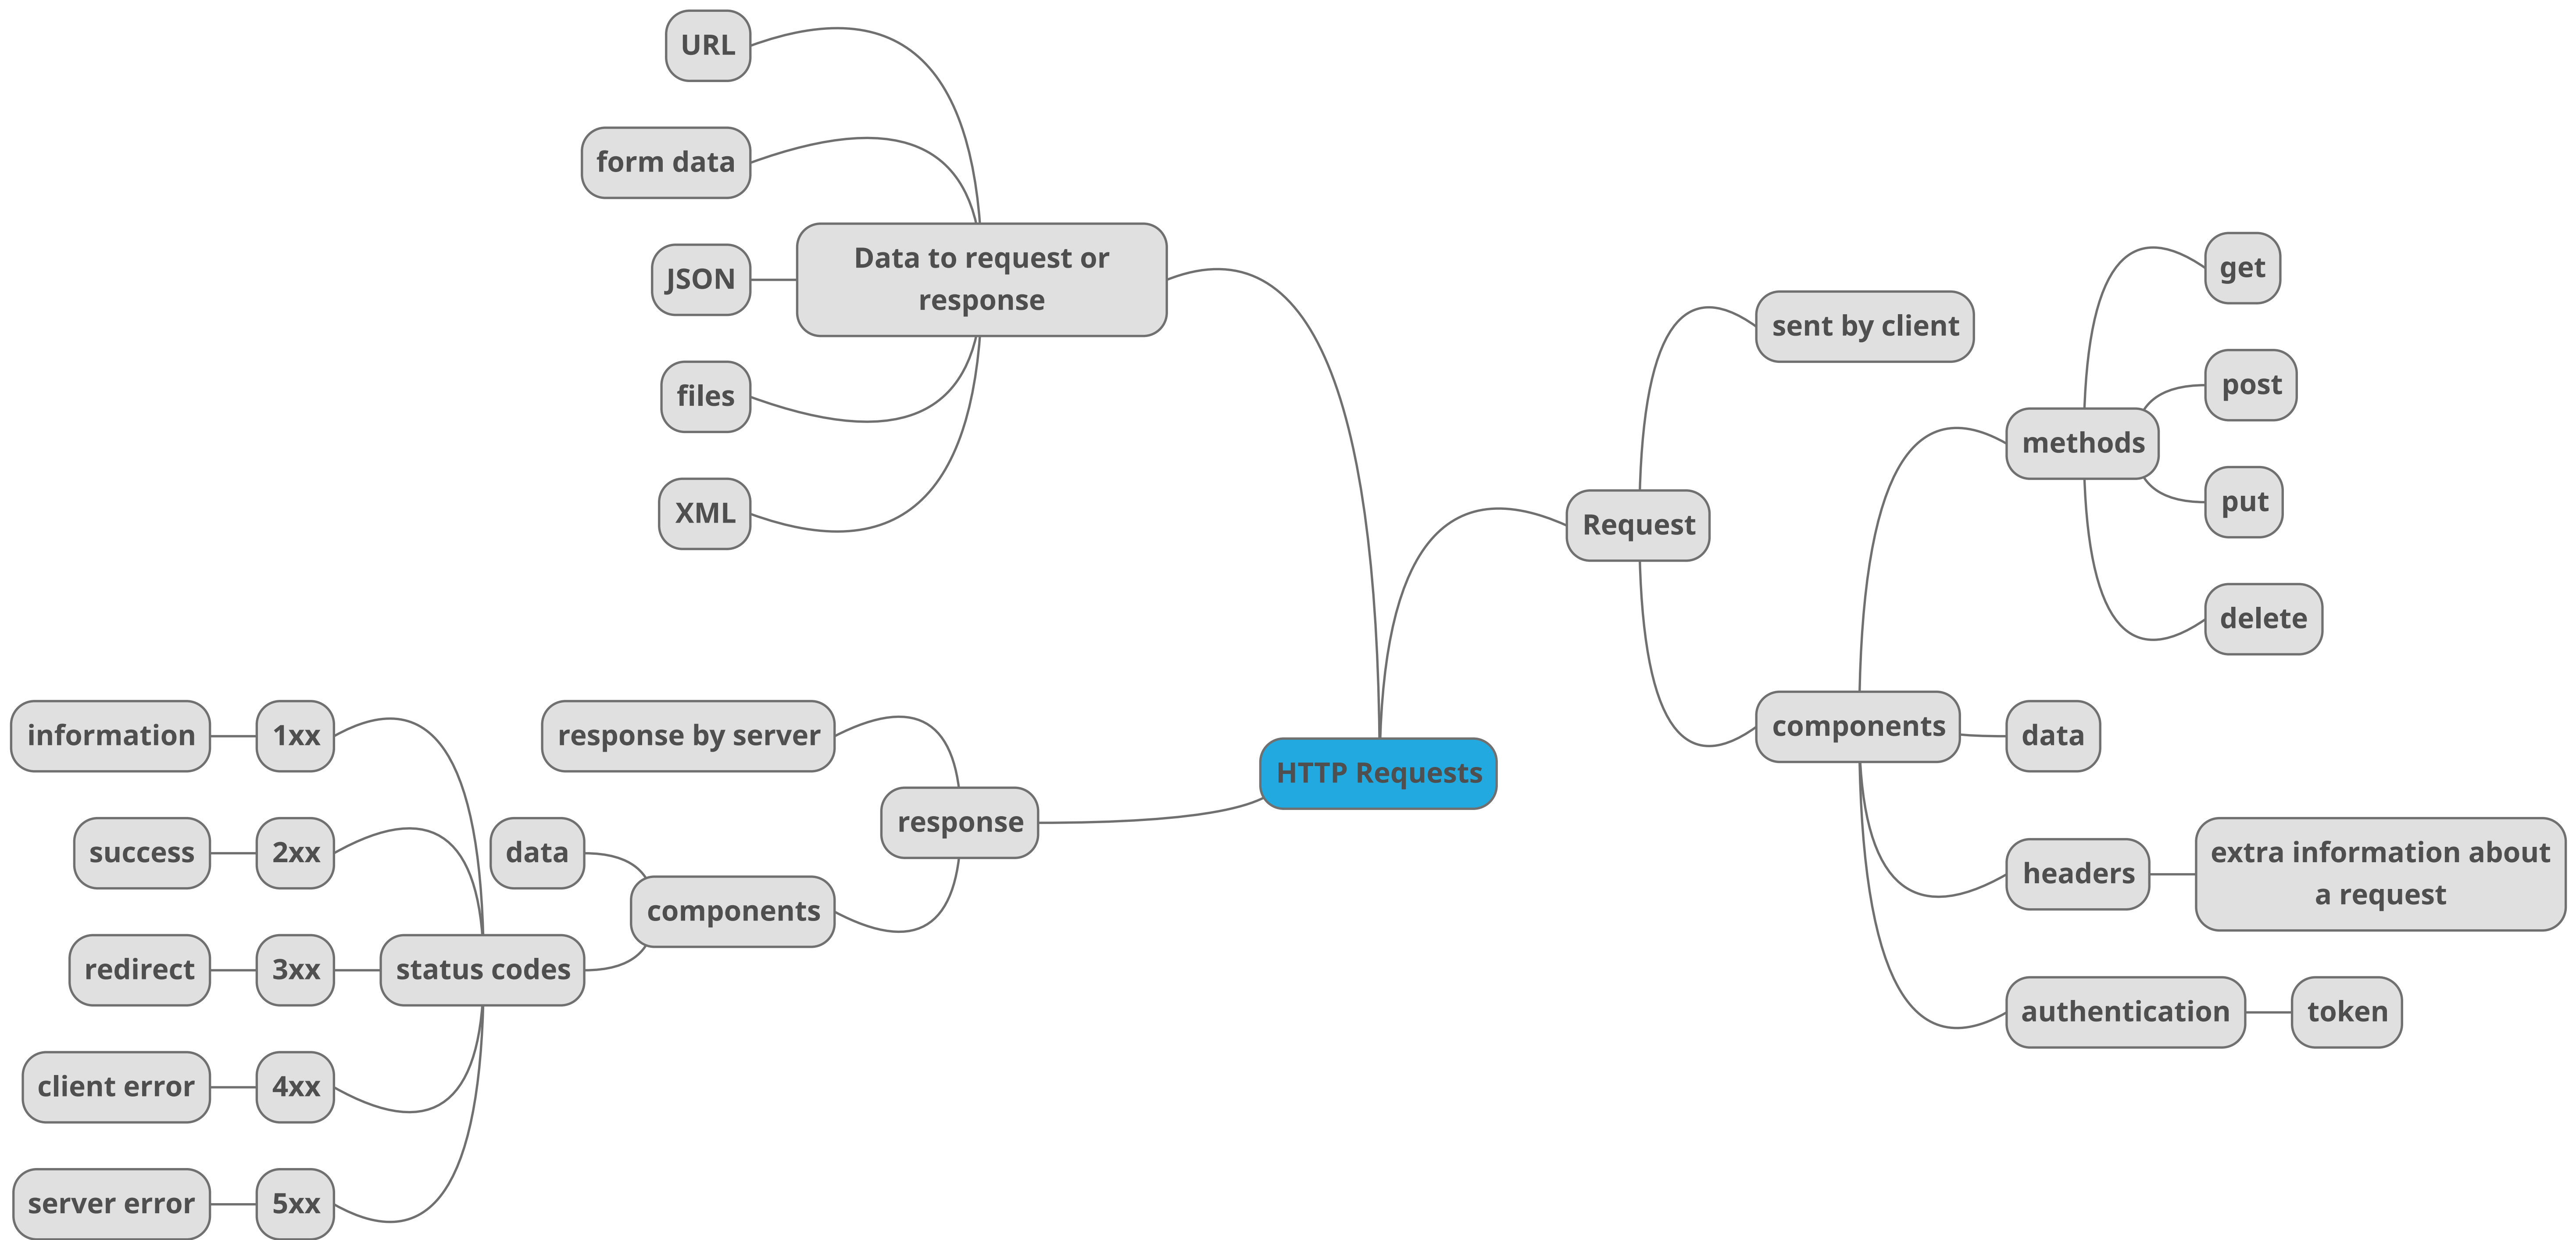 URL
form data
JSON
files
XML
Data to request or
response
HTTP Requests
Request
sent by client
components
methods
get
post
put
delete
data
headers
extra information about
a request
authentication
token
response
response by server
components
data
status codes
1xx
information
2xx
success
3xx
redirect
4xx
client error
5xx
server error